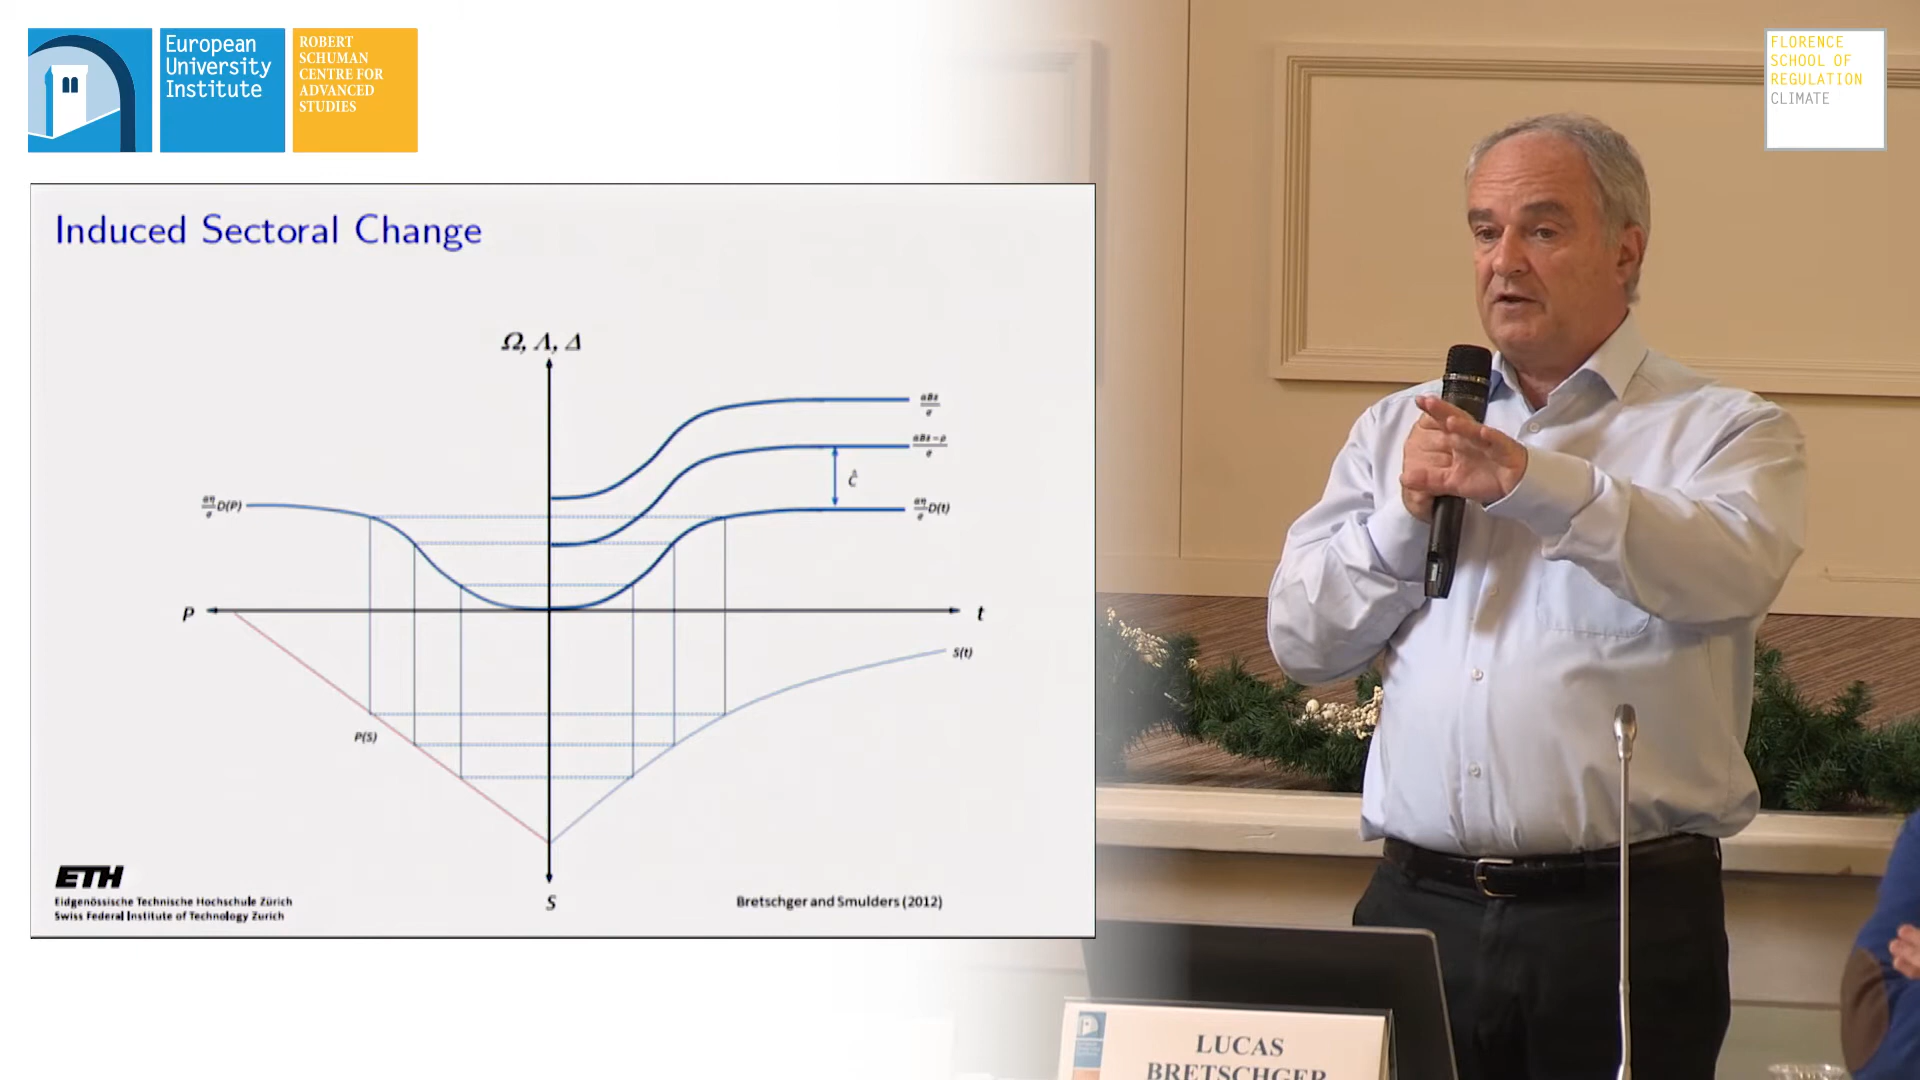 European
University
Institute
ROBERT
SCHUMAN
CENTRE FOR
ADVANCED
STUDIES
FLORENCE
SCHOOL OF
REGULATION
CLIMATE
Induced Sectoral Change
Ω, Λ, Δ
Ĉ
D(P)
D(t)
P
t
S(t)
P(S)
S
ETH
Eidgenössische Technische Hochschule Zürich
Swiss Federal Institute of Technology Zurich
Bretschger and Smulders (2012)
LUCAS
BRETSCHGER